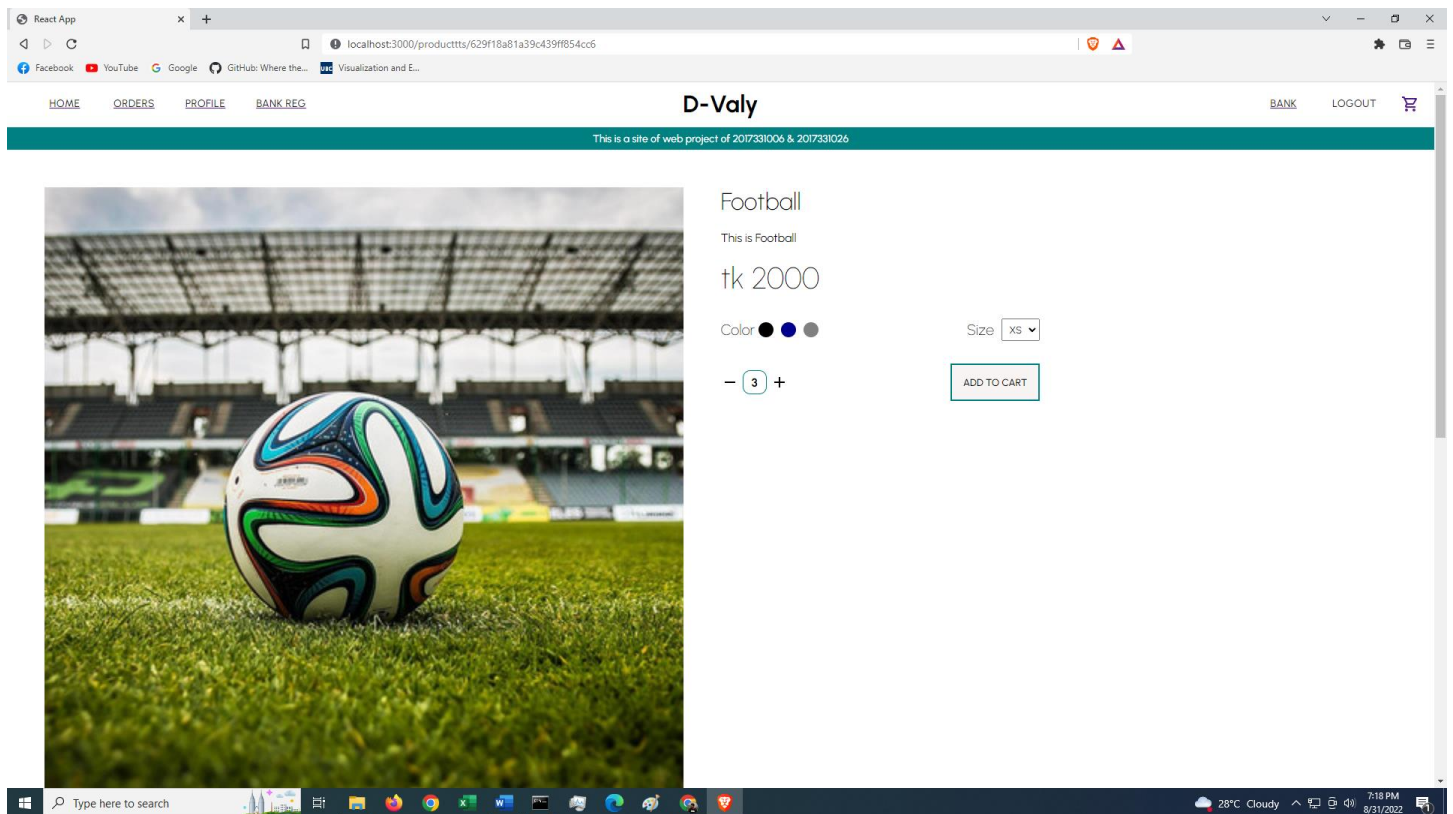 React App
localhost:3000/producttts/629f18a81a39c439ff854cc6
Facebook YouTube Google GitHub: Where the... UBC Visualization and E...
HOME ORDERS PROFILE BANK REG D-Valy BANK LOGOUT
This is a site of web project of 2017331006 & 2017331026
Football
This is Football
tk 2000
Color Size XS
− 3 + ADD TO CART
Type here to search 28°C Cloudy 7:18 PM
8/31/2022